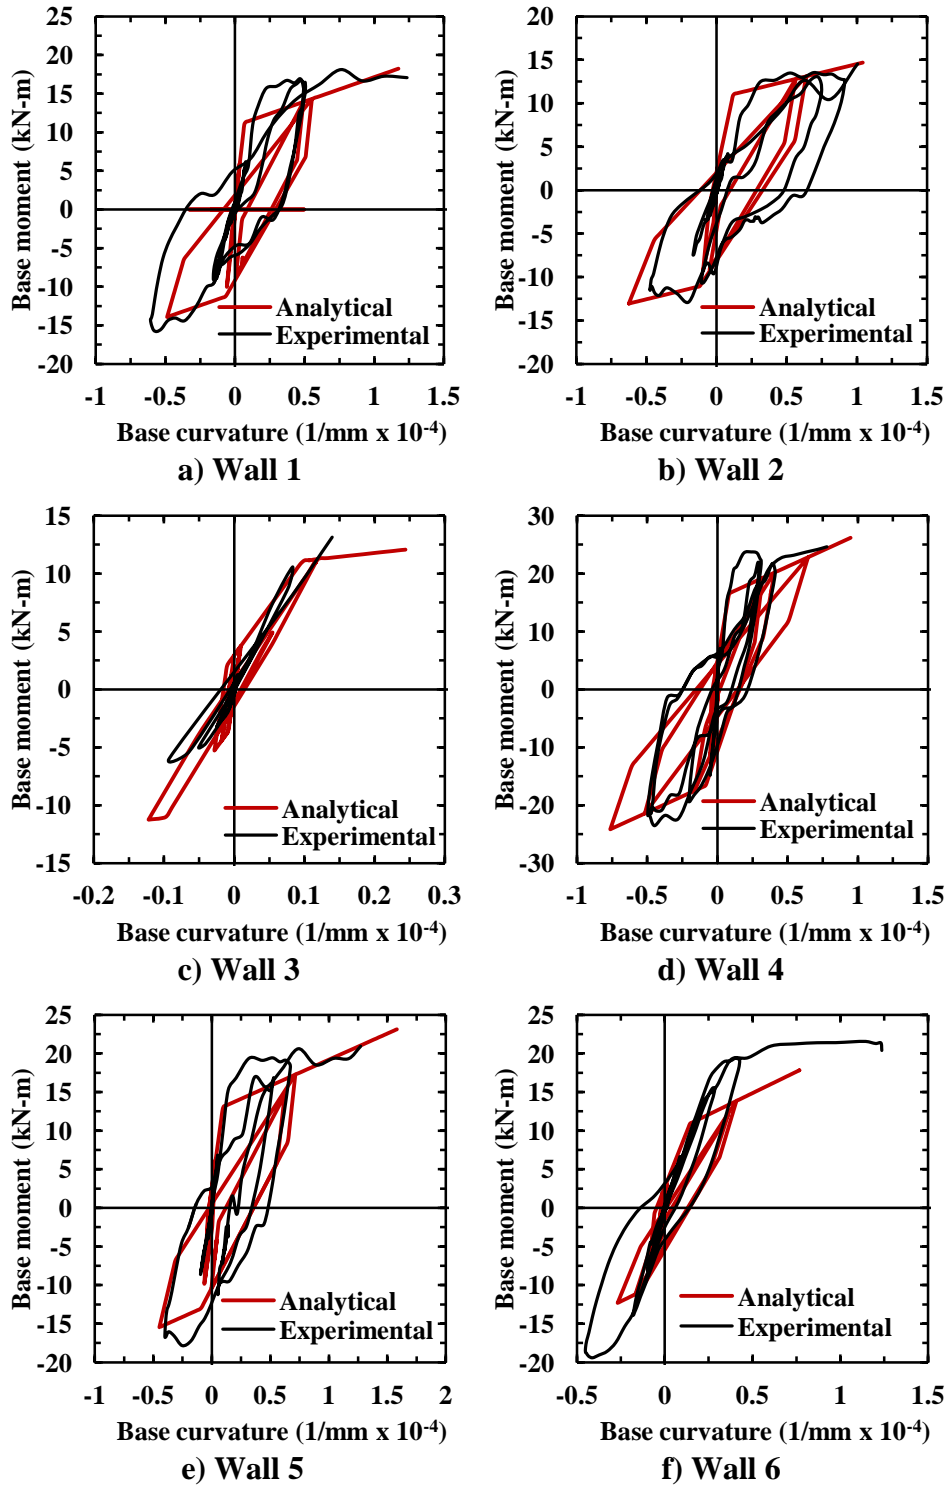 Base moment (kN-m)
25
20
15
10
5
0
-5
-10
-15
-20
-1 -0.5 0 0.5 1 1.5
Analytical
Experimental
Base curvature (1/mm x 10⁻⁴)
a) Wall 1
Base moment (kN-m)
20
15
10
5
0
-5
-10
-15
-20
-1 -0.5 0 0.5 1 1.5
Analytical
Experimental
Base curvature (1/mm x 10⁻⁴)
b) Wall 2
Base moment (kN-m)
15
10
5
0
-5
-10
-15
-0.2 -0.1 0 0.1 0.2 0.3
Analytical
Experimental
Base curvature (1/mm x 10⁻⁴)
c) Wall 3
Base moment (kN-m)
30
20
10
0
-10
-20
-30
-1 -0.5 0 0.5 1 1.5
Analytical
Experimental
Base curvature (1/mm x 10⁻⁴)
d) Wall 4
Base moment (kN-m)
25
20
15
10
5
0
-5
-10
-15
-20
-1 -0.5 0 0.5 1 1.5 2
Analytical
Experimental
Base curvature (1/mm x 10⁻⁴)
e) Wall 5
Base moment (kN-m)
25
20
15
10
5
0
-5
-10
-15
-20
-0.5 0 0.5 1 1.5
Analytical
Experimental
Base curvature (1/mm x 10⁻⁴)
f) Wall 6